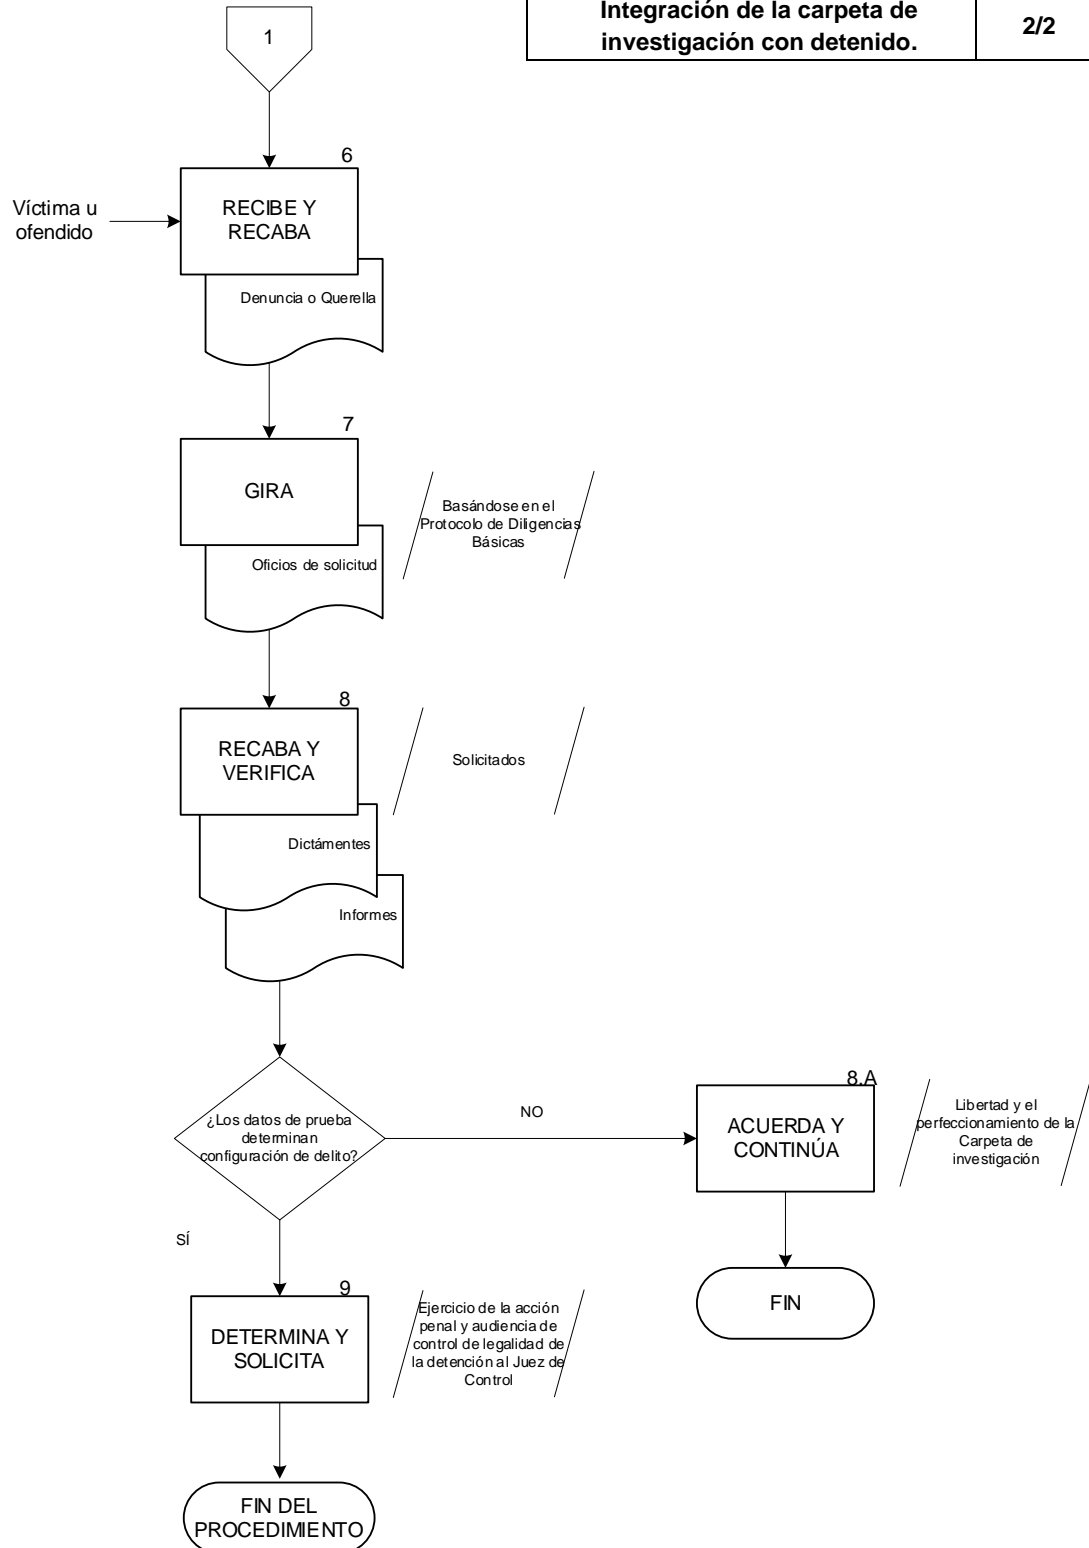 Integración de la carpeta de
investigación con detenido.
2/2
1
6
Víctima u
ofendido
RECIBE Y
RECABA
Denuncia o Querella
7
GIRA
Oficios de solicitud
Basándose en el
Protocolo de Diligencias
Básicas
8
RECABA Y
VERIFICA
Solicitados
Dictámentes
Informes
¿Los datos de prueba
determinan
configuración de delito?
NO
8.A
ACUERDA Y
CONTINÚA
Libertad y el
perfeccionamiento de la
Carpeta de
investigación
SÍ
FIN
9
DETERMINA Y
SOLICITA
Ejercicio de la acción
penal y audiencia de
control de legalidad de
la detención al Juez de
Control
FIN DEL
PROCEDIMIENTO